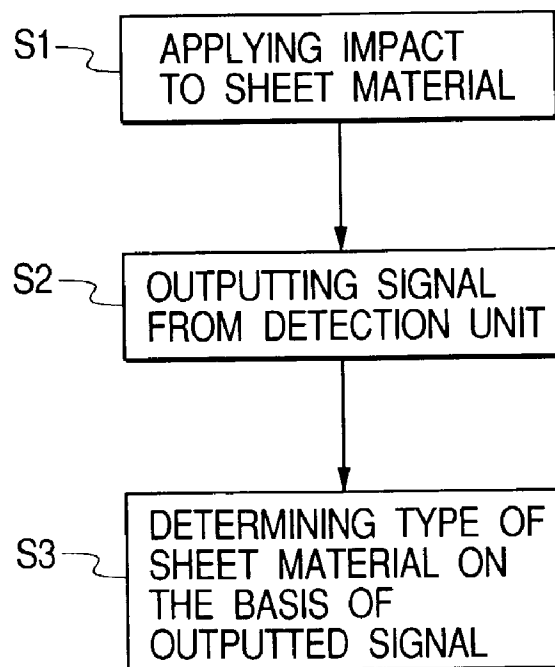 S1
APPLYING IMPACT
TO SHEET MATERIAL
S2
OUTPUTTING SIGNAL
FROM DETECTION UNIT
S3
DETERMINING TYPE OF
SHEET MATERIAL ON
THE BASIS OF
OUTPUTTED SIGNAL